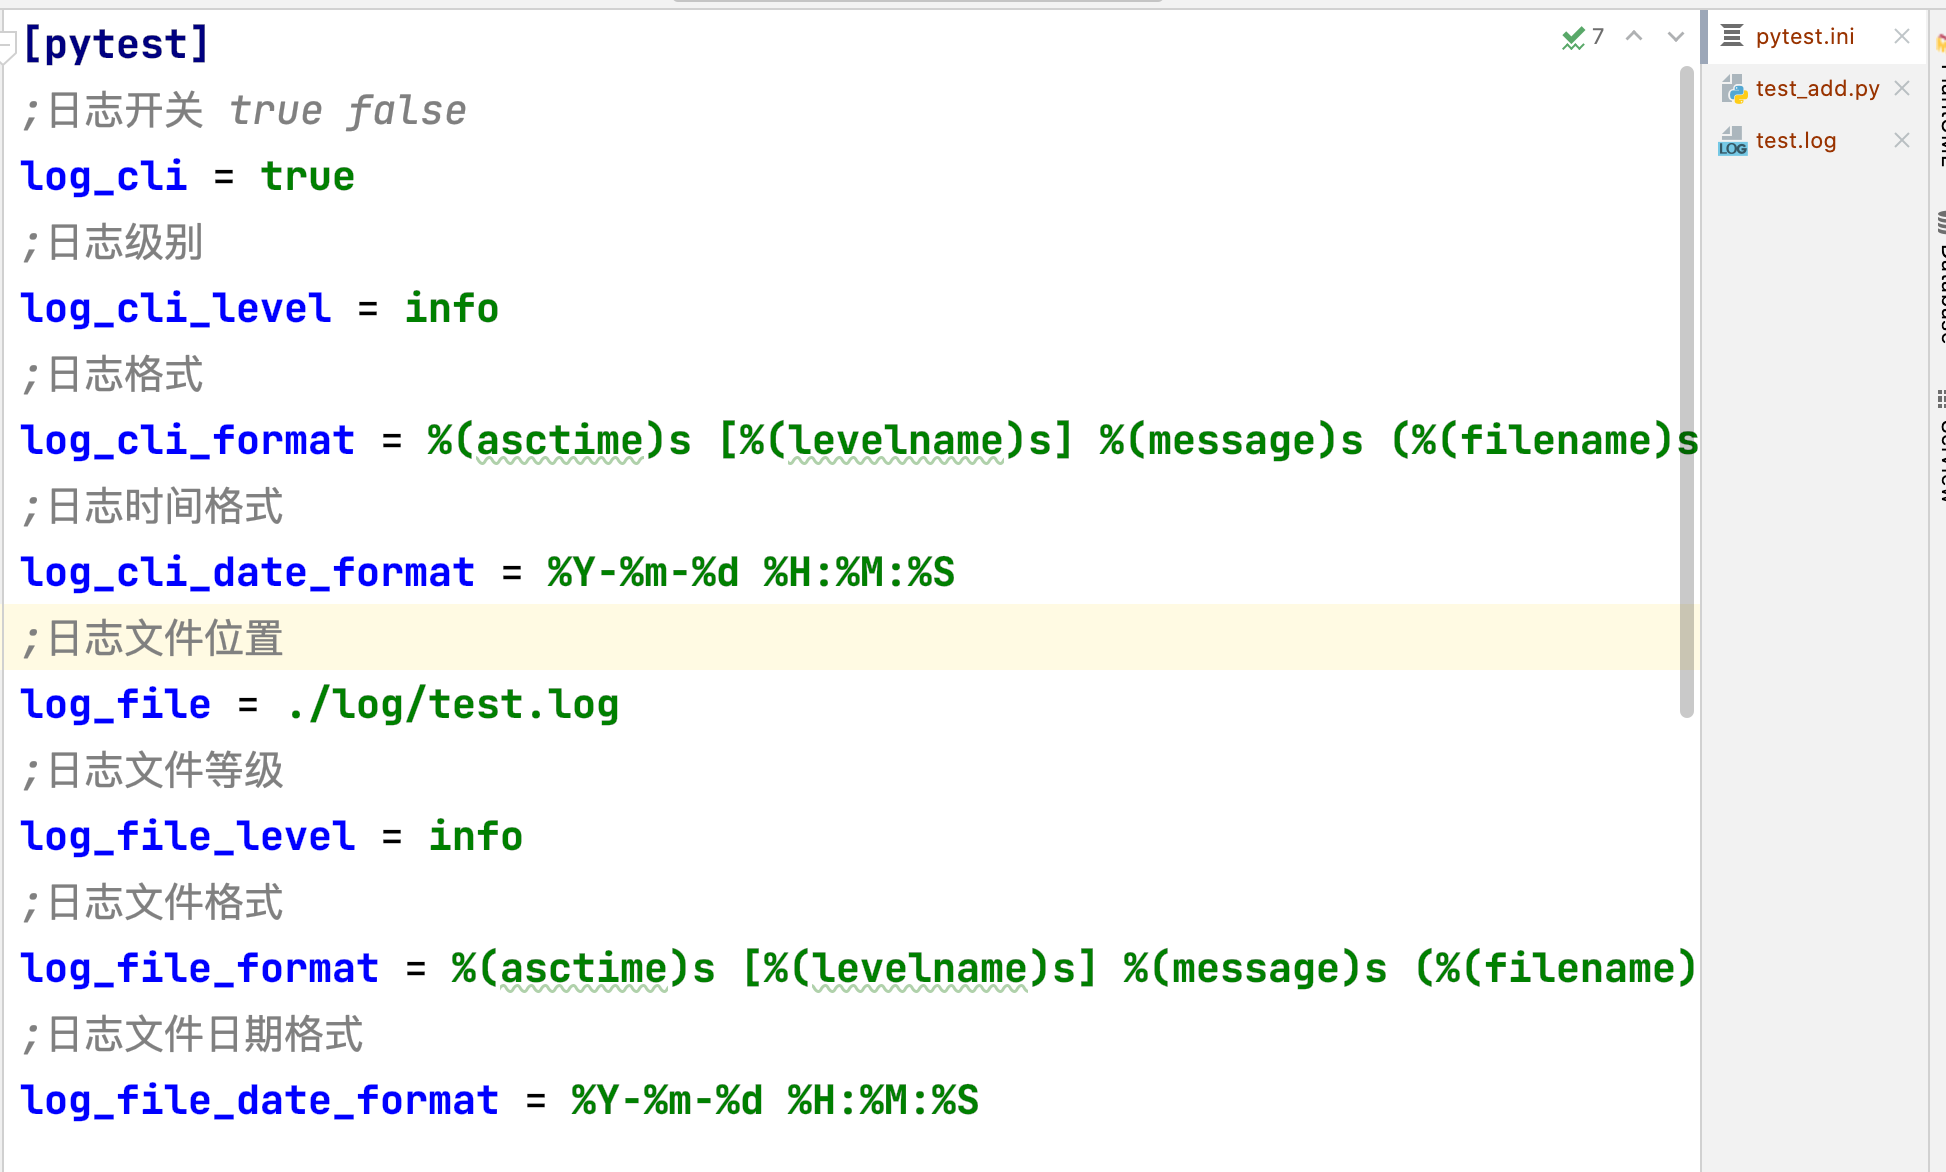 [pytest]
;日志开关 true false
log_cli = true
;日志级别
log_cli_level = info
;日志格式
log_cli_format = %(asctime)s [%(levelname)s] %(message)s (%(filename)s
;日志时间格式
log_cli_date_format = %Y-%m-%d %H:%M:%S
;日志文件位置
log_file = ./log/test.log
;日志文件等级
log_file_level = info
;日志文件格式
log_file_format = %(asctime)s [%(levelname)s] %(message)s (%(filename)
;日志文件日期格式
log_file_date_format = %Y-%m-%d %H:%M:%S
7
pytest.ini
test_add.py
LOG test.log
Database
SciView